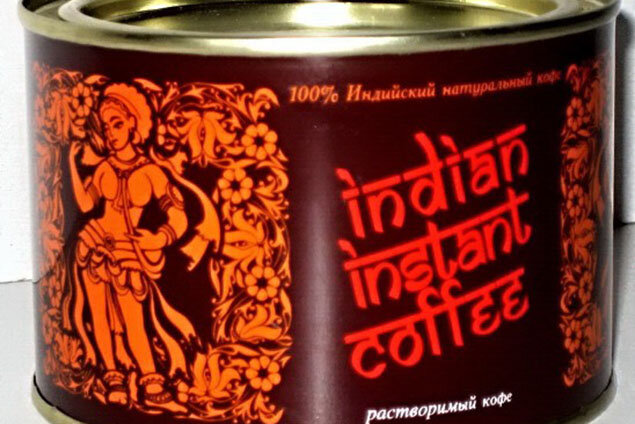 100% Индийский натуральный кофе
indian
instant
coffee
растворимый кофе